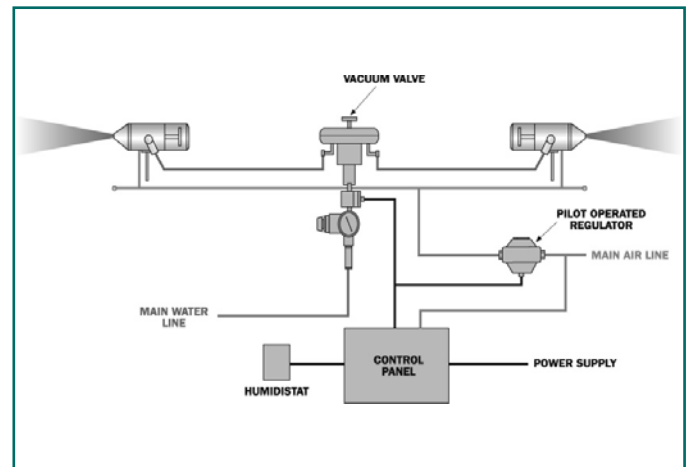 VACUUM VALVE
PILOT OPERATED
REGULATOR
MAIN AIR LINE
MAIN WATER
LINE
CONTROL
PANEL
POWER SUPPLY
HUMIDISTAT